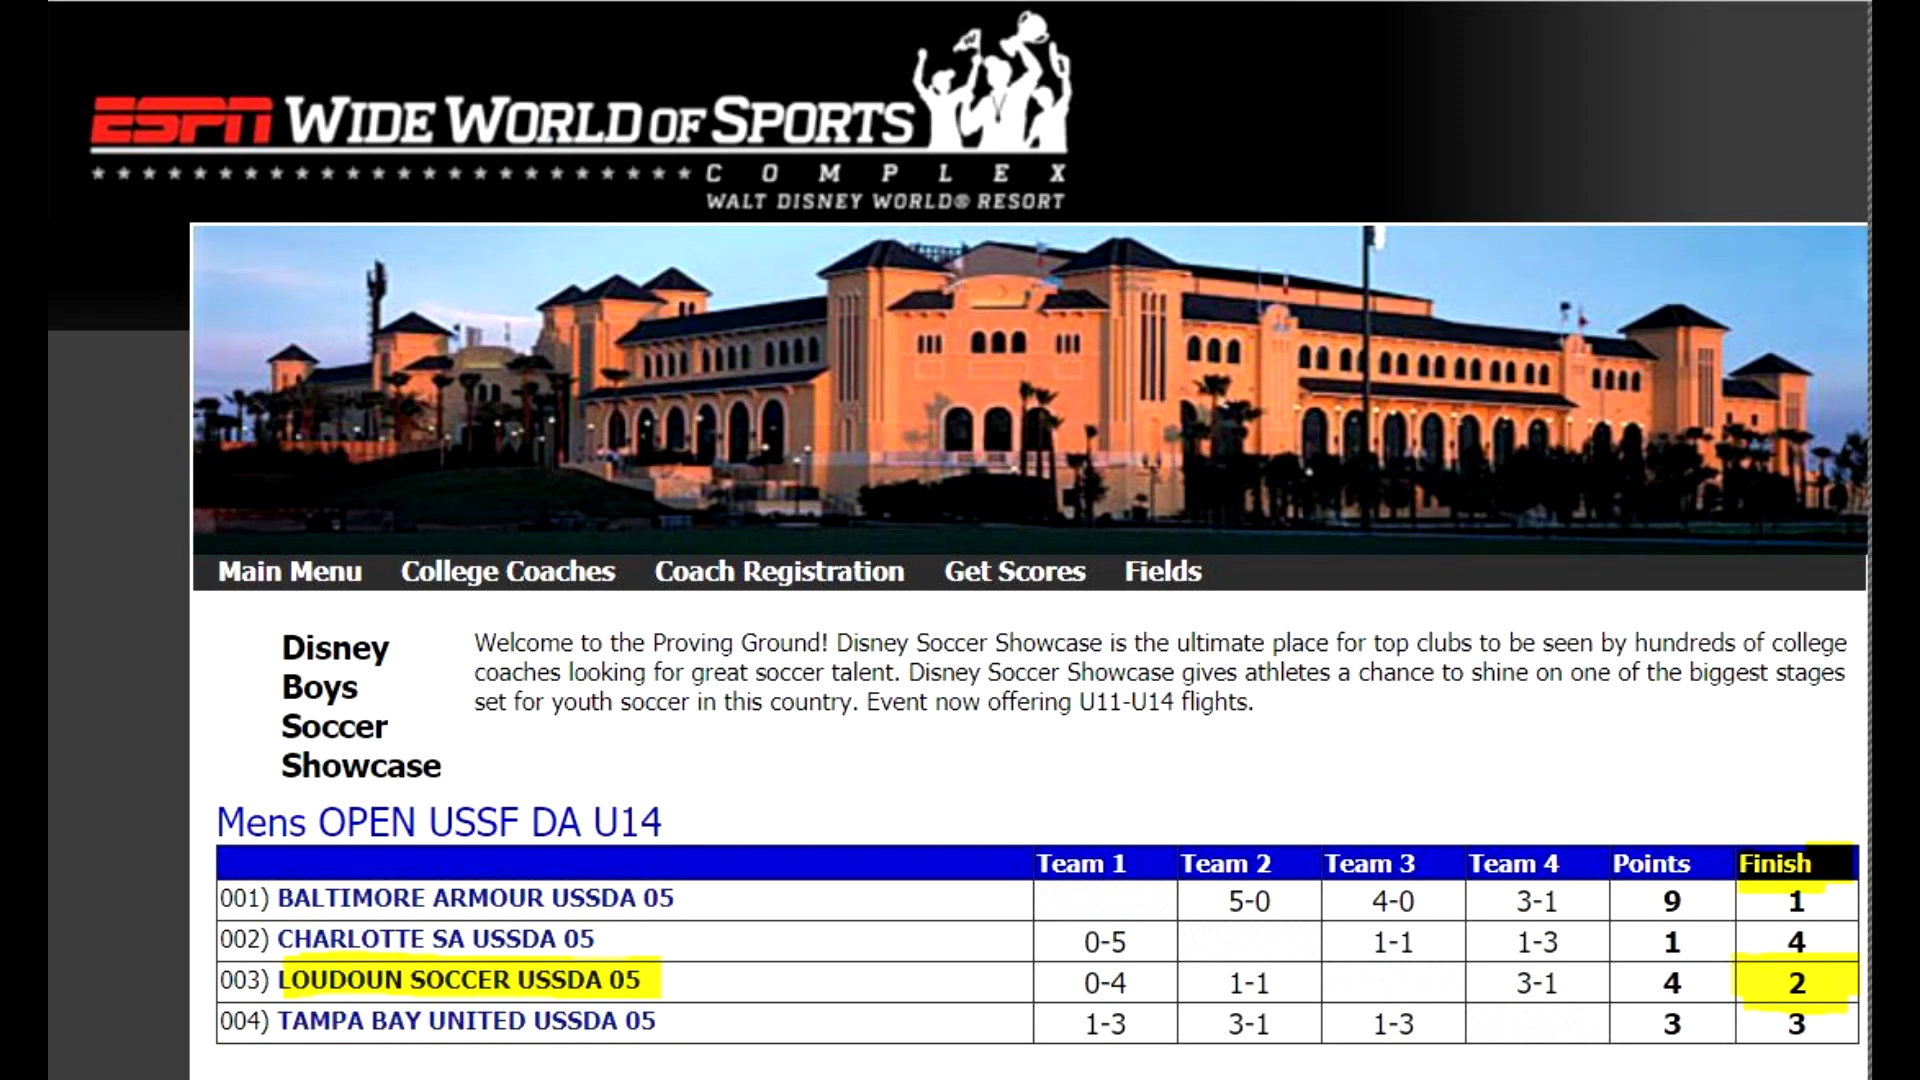 ESPN WIDE WORLD OF SPORTS
COMPLEX
WALT DISNEY WORLD® RESORT
Main Menu College Coaches Coach Registration Get Scores Fields
Disney
Boys
Soccer
Showcase
Welcome to the Proving Ground! Disney Soccer Showcase is the ultimate place for top clubs to be seen by hundreds of college
coaches looking for great soccer talent. Disney Soccer Showcase gives athletes a chance to shine on one of the biggest stages
set for youth soccer in this country. Event now offering U11-U14 flights.
Mens OPEN USSF DA U14
Team 1 Team 2 Team 3 Team 4 Points Finish
001) BALTIMORE ARMOUR USSDA 05 5-0 4-0 3-1 9 1
002) CHARLOTTE SA USSDA 05 0-5 1-1 1-3 1 4
003) LOUDOUN SOCCER USSDA 05 0-4 1-1 3-1 4 2
004) TAMPA BAY UNITED USSDA 05 1-3 3-1 1-3 3 3